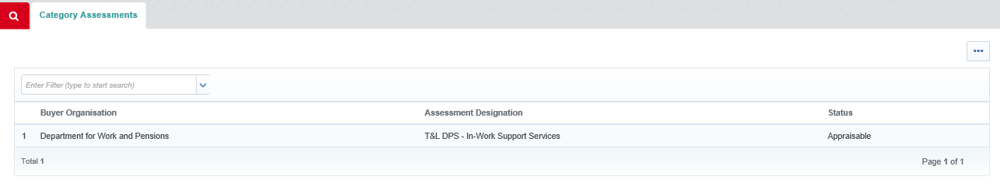 Category Assessments
Enter Filter (type to start search)
Buyer Organisation Assessment Designation Status
1 Department for Work and Pensions T&L DPS - In-Work Support Services Appraisable
Total 1 Page 1 of 1